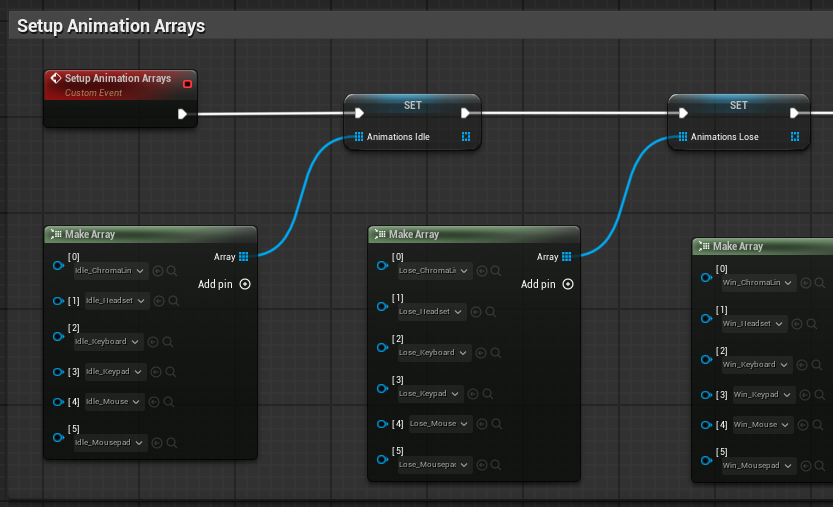 Setup Animation Arrays
Setup Animation Arrays
Custom Event
SET
Animations Idle
SET
Animations Lose
Make Array
[0]
Array
Idle_ChromaLin
Add pin
[1] Idle_Headset
[2]
Idle_Keyboard
[3] Idle_Keypad
[4] Idle_Mouse
[5]
Idle_Mousepad
Make Array
[0]
Array
Lose_ChromaLi
Add pin
[1]
Lose_Headset
[2]
Lose_Keyboard
[3]
Lose_Keypad
[4] Lose_Mouse
[5]
Lose_Mousepa
Make Array
[0]
Win_ChromaLin
[1]
Win_Headset
[2]
Win_Keyboard
[3] Win_Keypad
[4] Win_Mouse
[5]
Win_Mousepad